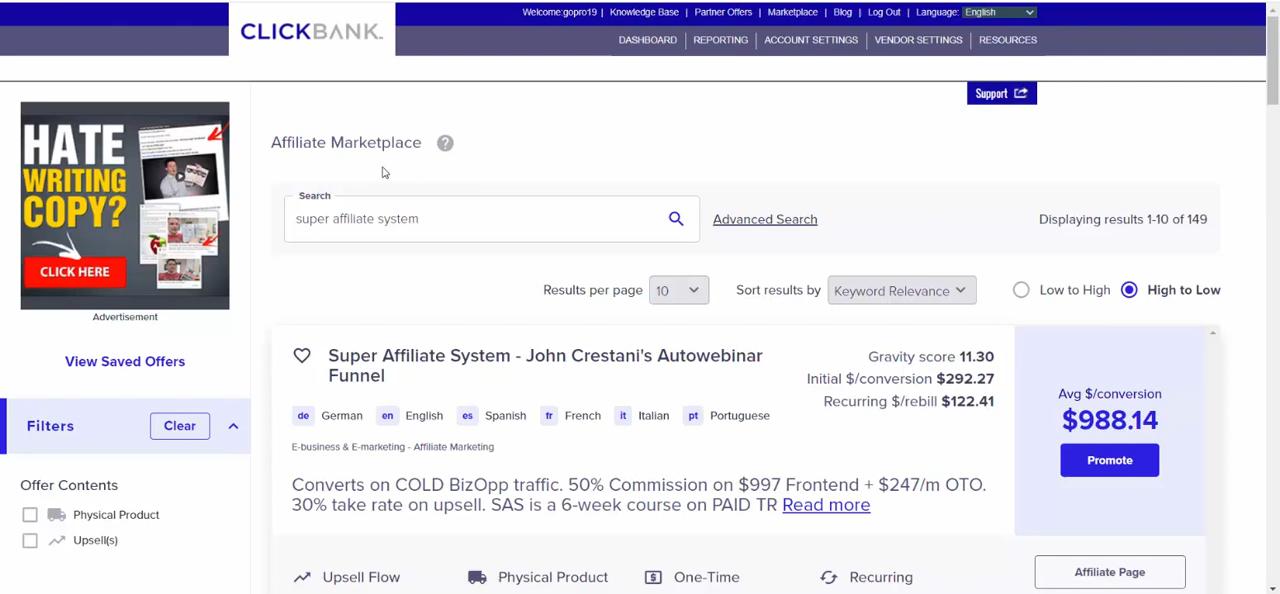 Welcome:gopro19 | Knowledge Base | Partner Offers | Marketplace | Blog | Log Out | Language: English
CLICKBANK
DASHBOARD | REPORTING | ACCOUNT SETTINGS | VENDOR SETTINGS | RESOURCES
Support
HATE
WRITING
COPY?
CLICK HERE
Advertisement
View Saved Offers
Filters
Clear
Offer Contents
Physical Product
Upsell(s)
Affiliate Marketplace ?
Search
super affiliate system
Advanced Search
Displaying results 1-10 of 149
Results per page 10
Sort results by Keyword Relevance
Low to High
High to Low
Super Affiliate System - John Crestani's Autowebinar
Funnel
Gravity score 11.30
Initial $/conversion $292.27
Recurring $/rebill $122.41
de German en English es Spanish fr French it Italian pt Portuguese
E-business & E-marketing - Affiliate Marketing
Converts on COLD BizOpp traffic. 50% Commission on $997 Frontend + $247/m OTO.
30% take rate on upsell. SAS is a 6-week course on PAID TR Read more
Avg $/conversion
$988.14
Promote
Upsell Flow
Physical Product
One-Time
Recurring
Affiliate Page